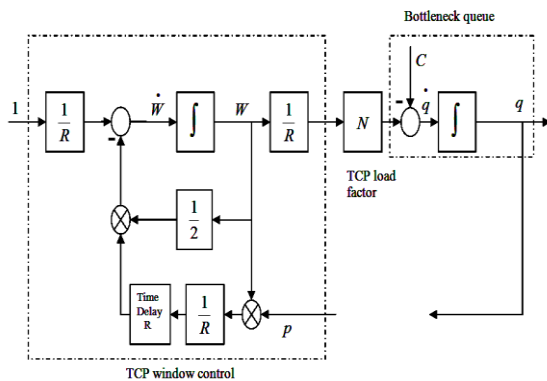 Bottleneck queue
C
1
1
R
-
Ẇ
∫
W
1
R
N
-
q̇
∫
q
TCP load
factor
1
2
Time
Delay
R
1
R
p
TCP window control